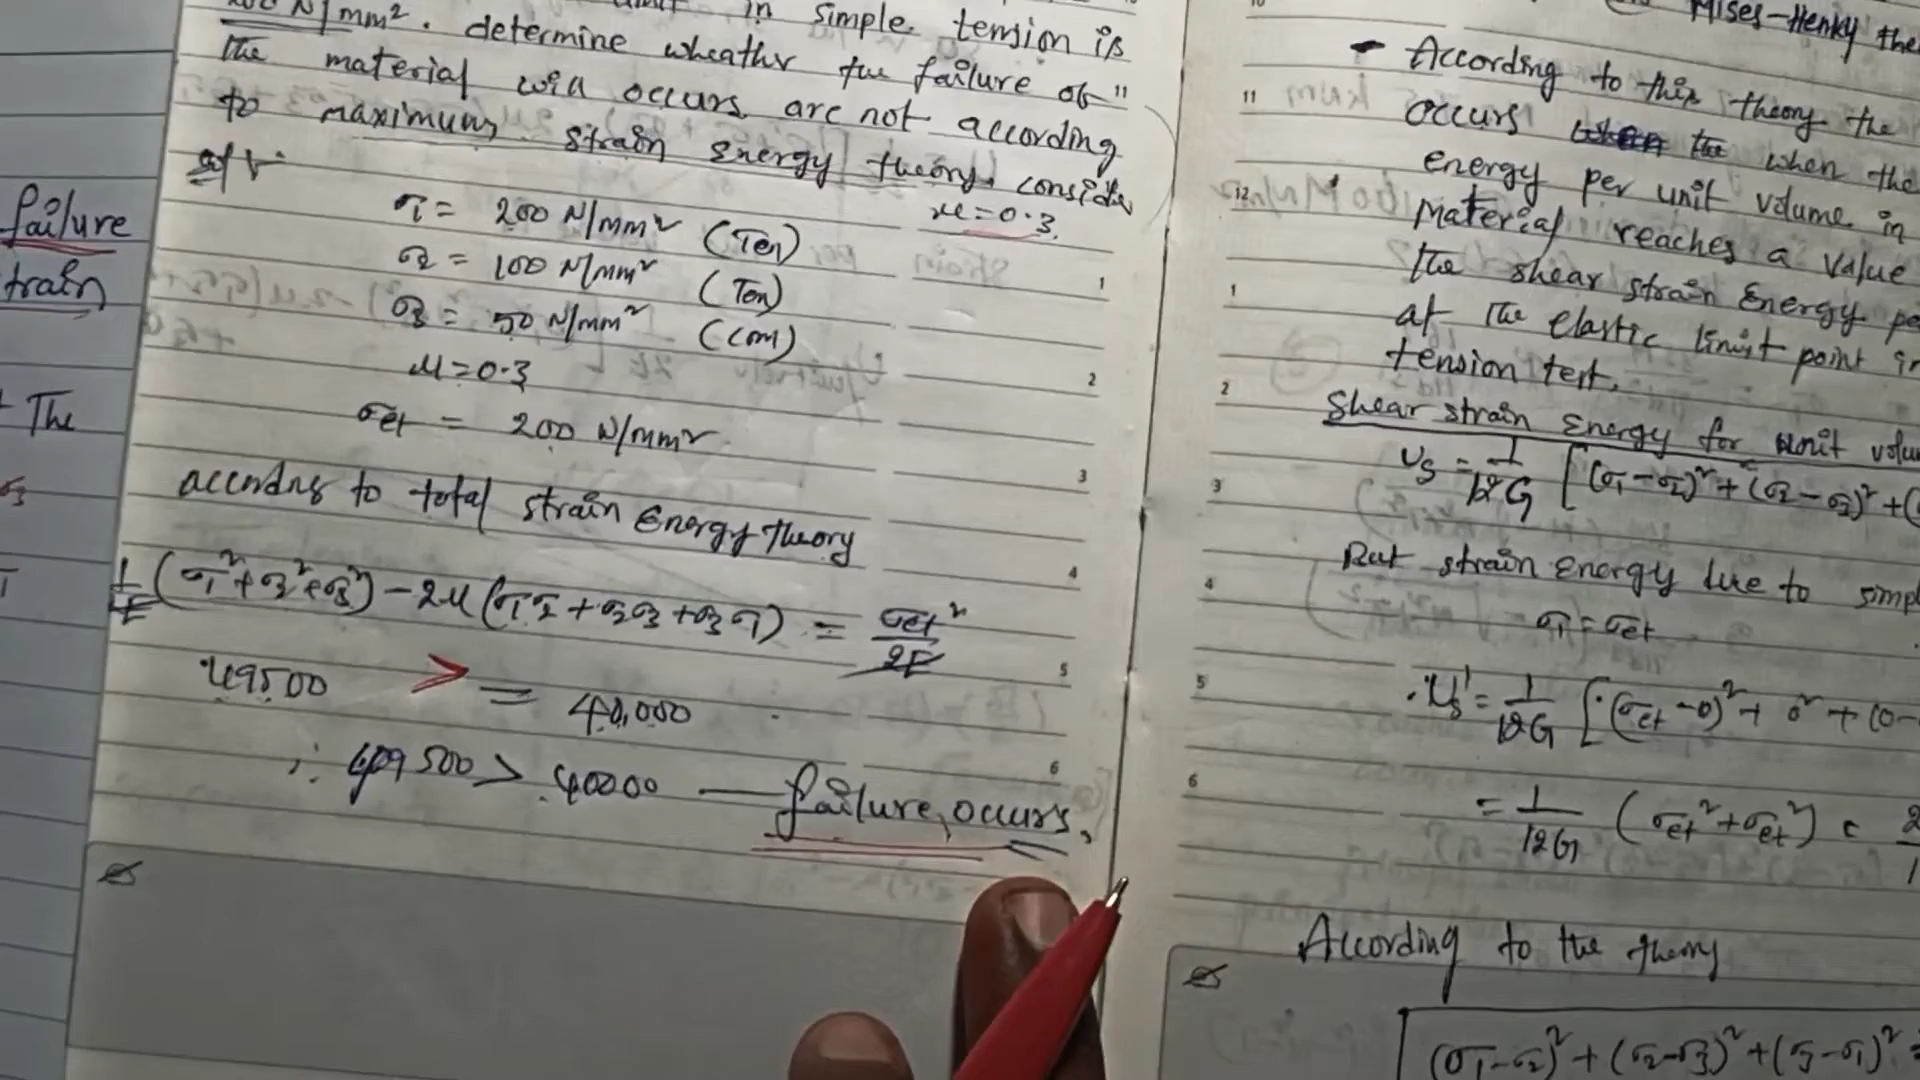 N/mm². determine wheathr the failure of
in simple tension is
the material will occurs are not according
to maximum strain energy theory. consider
μ = 0.3.
sol
σ1 = 200 N/mm² (Ten)
σ2 = 100 N/mm² (Ten)
σ3 = 50 N/mm² (com)
μ = 0.3
σet = 200 N/mm²
according to total strain Energy theory
(σ1² + σ2² + σ3²) - 2μ (σ1σ2 + σ2σ3 + σ3σ1) = σet² / 2E
49500 > = 40,000
∴ 49500 > 40000 — failure occurs,
failure
train
The
Mises-Henky the
- According to this theory the
occurs when the
energy per unit volume in
Material reaches a value
the shear strain Energy pe
at the elastic limit point in
tension test.
Shear strain Energy for unit volu
Us = 1/12G [(σ1-σ2)² + (σ2-σ3)² + (
But strain energy due to simpl
σ1 = σet
Us' = 1/12G [(σet-0)² + 0² + (0-
= 1/12G (σet² + σet²) =
According to the theory
(σ1-σ2)² + (σ2-σ3)² + (σ3-σ1)² =